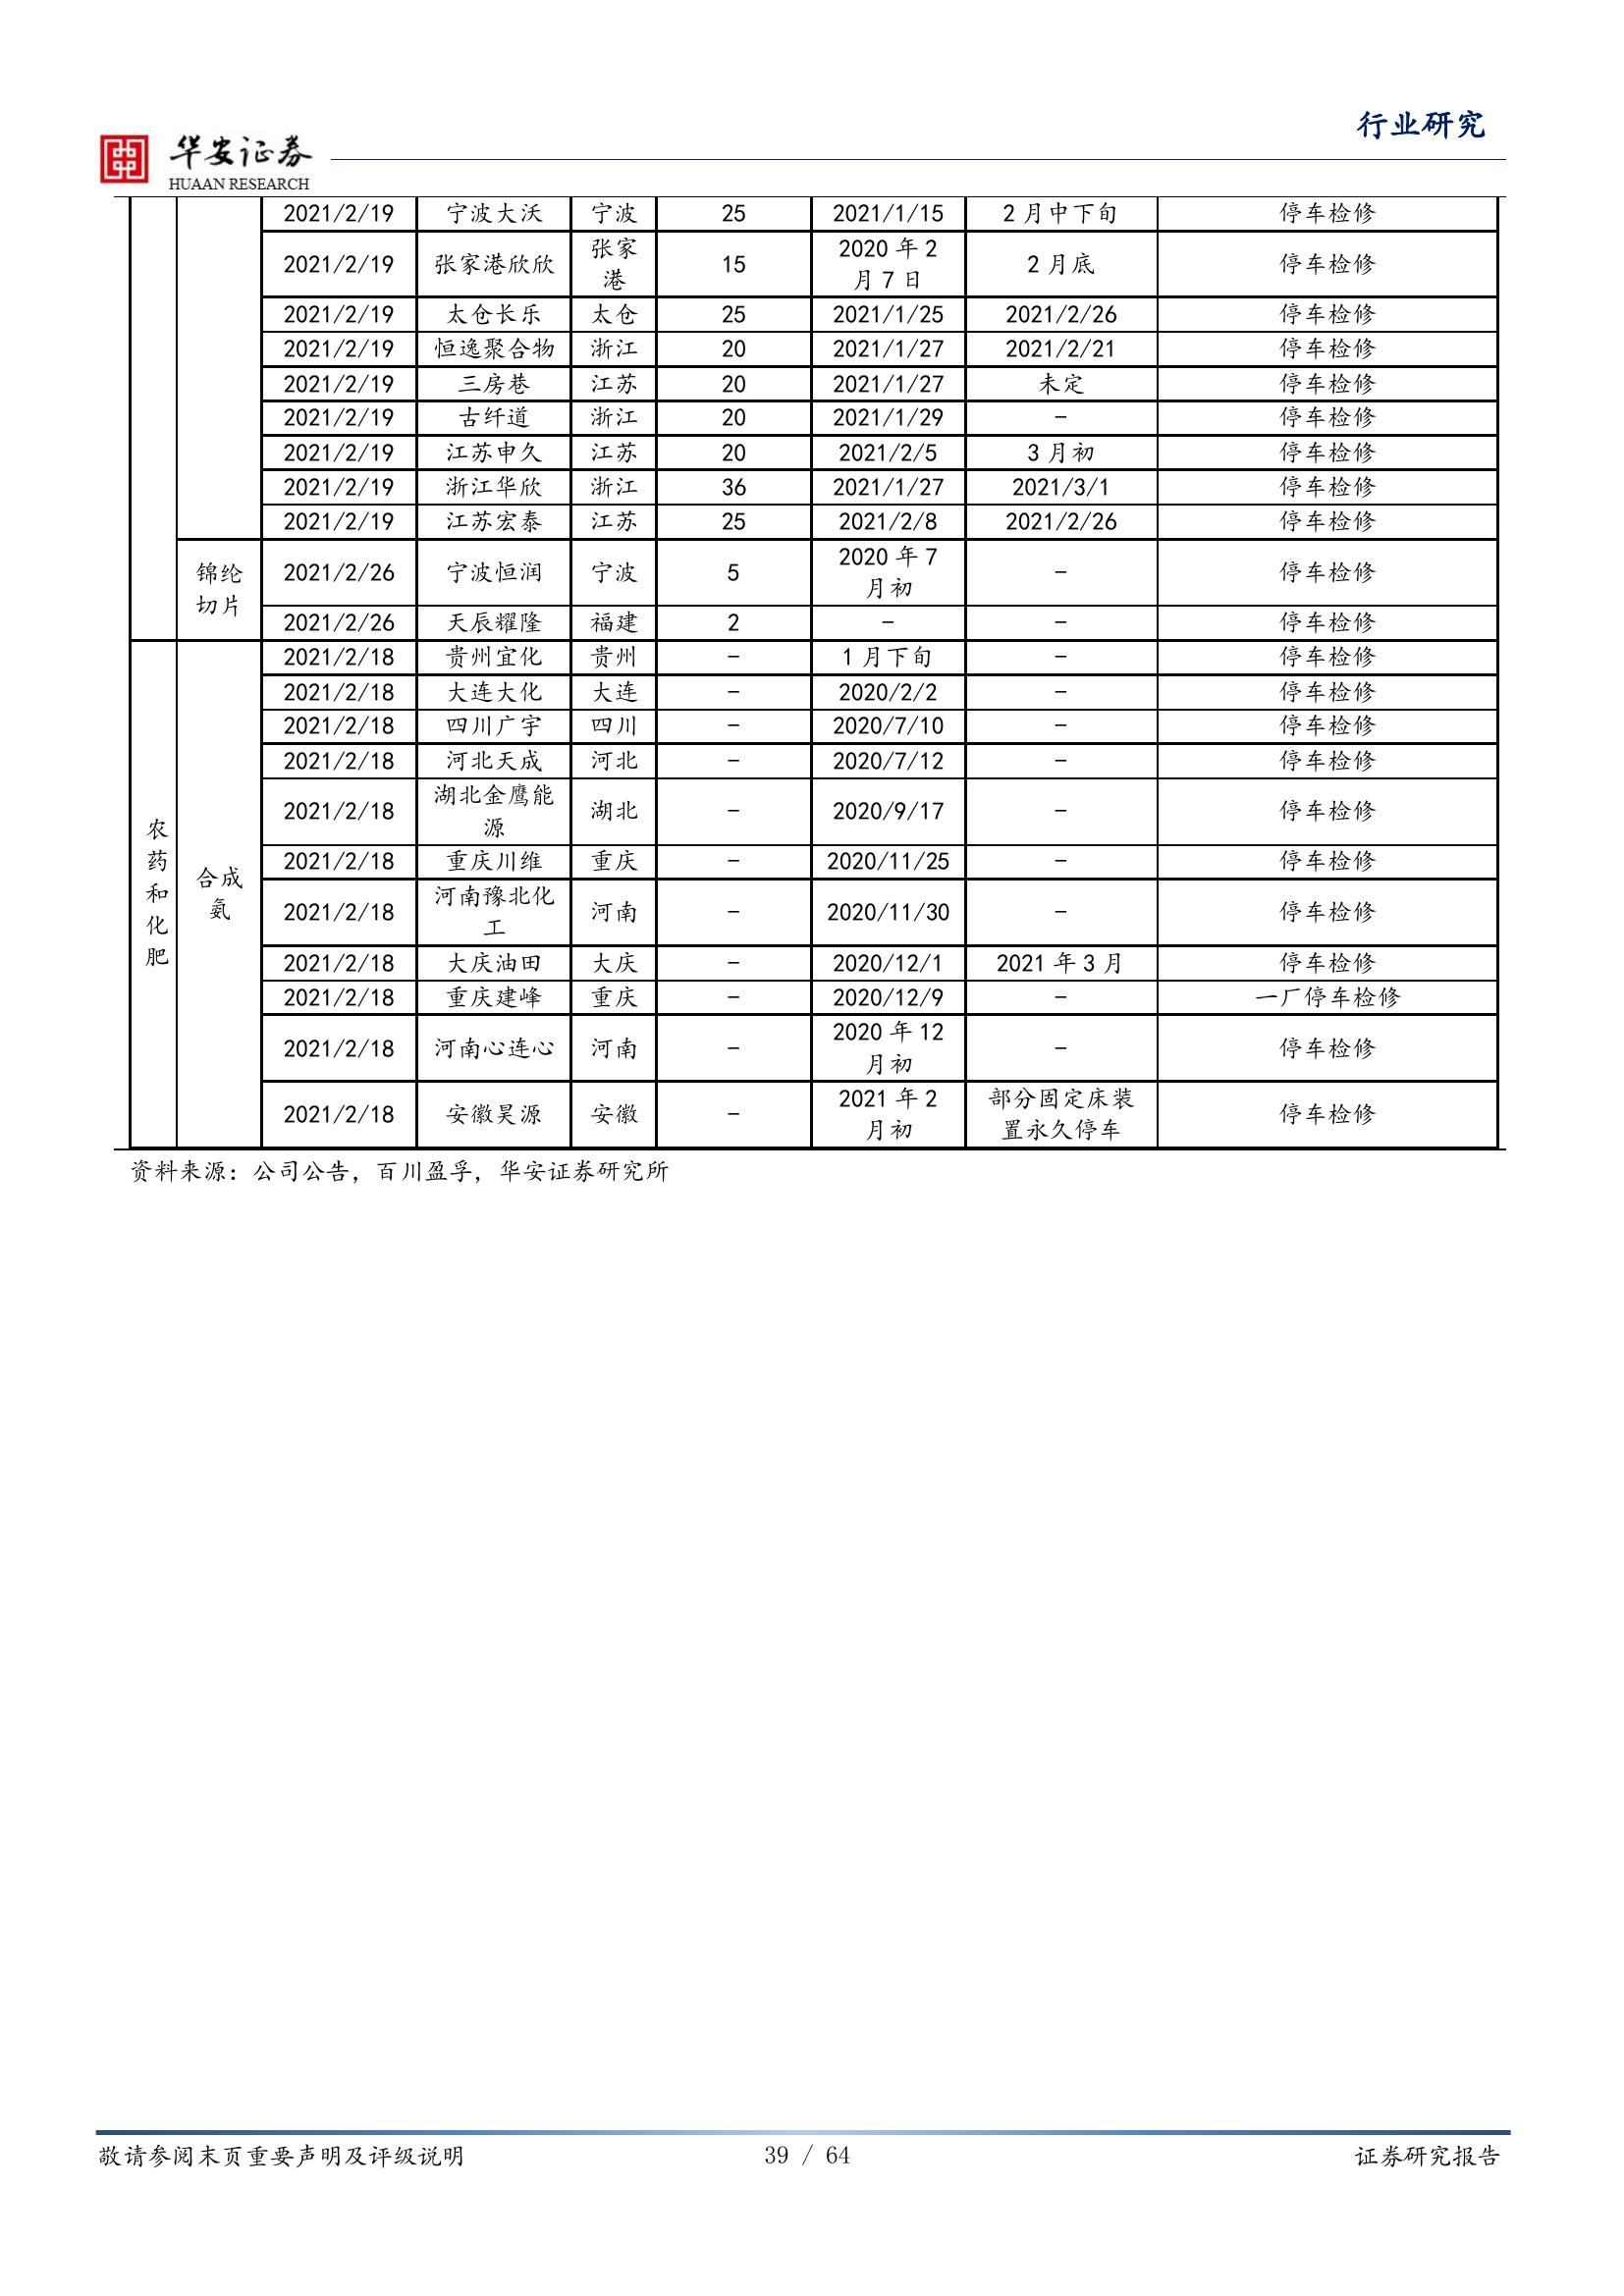 行业研究
华安证券
HUAAN RESEARCH
2021/2/19 宁波大沃 宁波 25 2021/1/15 2 月中下旬 停车检修
2021/2/19 张家港欣欣 张家港 15 2020 年 2 月 7 日 2 月底 停车检修
2021/2/19 太仓长乐 太仓 25 2021/1/25 2021/2/26 停车检修
2021/2/19 恒逸聚合物 浙江 20 2021/1/27 2021/2/21 停车检修
2021/2/19 三房巷 江苏 20 2021/1/27 未定 停车检修
2021/2/19 古纤道 浙江 20 2021/1/29 - 停车检修
2021/2/19 江苏申久 江苏 20 2021/2/5 3 月初 停车检修
2021/2/19 浙江华欣 浙江 36 2021/1/27 2021/3/1 停车检修
2021/2/19 江苏宏泰 江苏 25 2021/2/8 2021/2/26 停车检修
锦纶切片 2021/2/26 宁波恒润 宁波 5 2020 年 7 月初 - 停车检修
2021/2/26 天辰耀隆 福建 2 - - 停车检修
农药和化肥 合成氨 2021/2/18 贵州宜化 贵州 - 1 月下旬 - 停车检修
2021/2/18 大连大化 大连 - 2020/2/2 - 停车检修
2021/2/18 四川广宇 四川 - 2020/7/10 - 停车检修
2021/2/18 河北天成 河北 - 2020/7/12 - 停车检修
2021/2/18 湖北金鹰能源 湖北 - 2020/9/17 - 停车检修
2021/2/18 重庆川维 重庆 - 2020/11/25 - 停车检修
2021/2/18 河南豫北化工 河南 - 2020/11/30 - 停车检修
2021/2/18 大庆油田 大庆 - 2020/12/1 2021 年 3 月 停车检修
2021/2/18 重庆建峰 重庆 - 2020/12/9 - 一厂停车检修
2021/2/18 河南心连心 河南 - 2020 年 12 月初 - 停车检修
2021/2/18 安徽昊源 安徽 - 2021 年 2 月初 部分固定床装置永久停车 停车检修
资料来源：公司公告，百川盈孚，华安证券研究所
敬请参阅末页重要声明及评级说明 39 / 64 证券研究报告